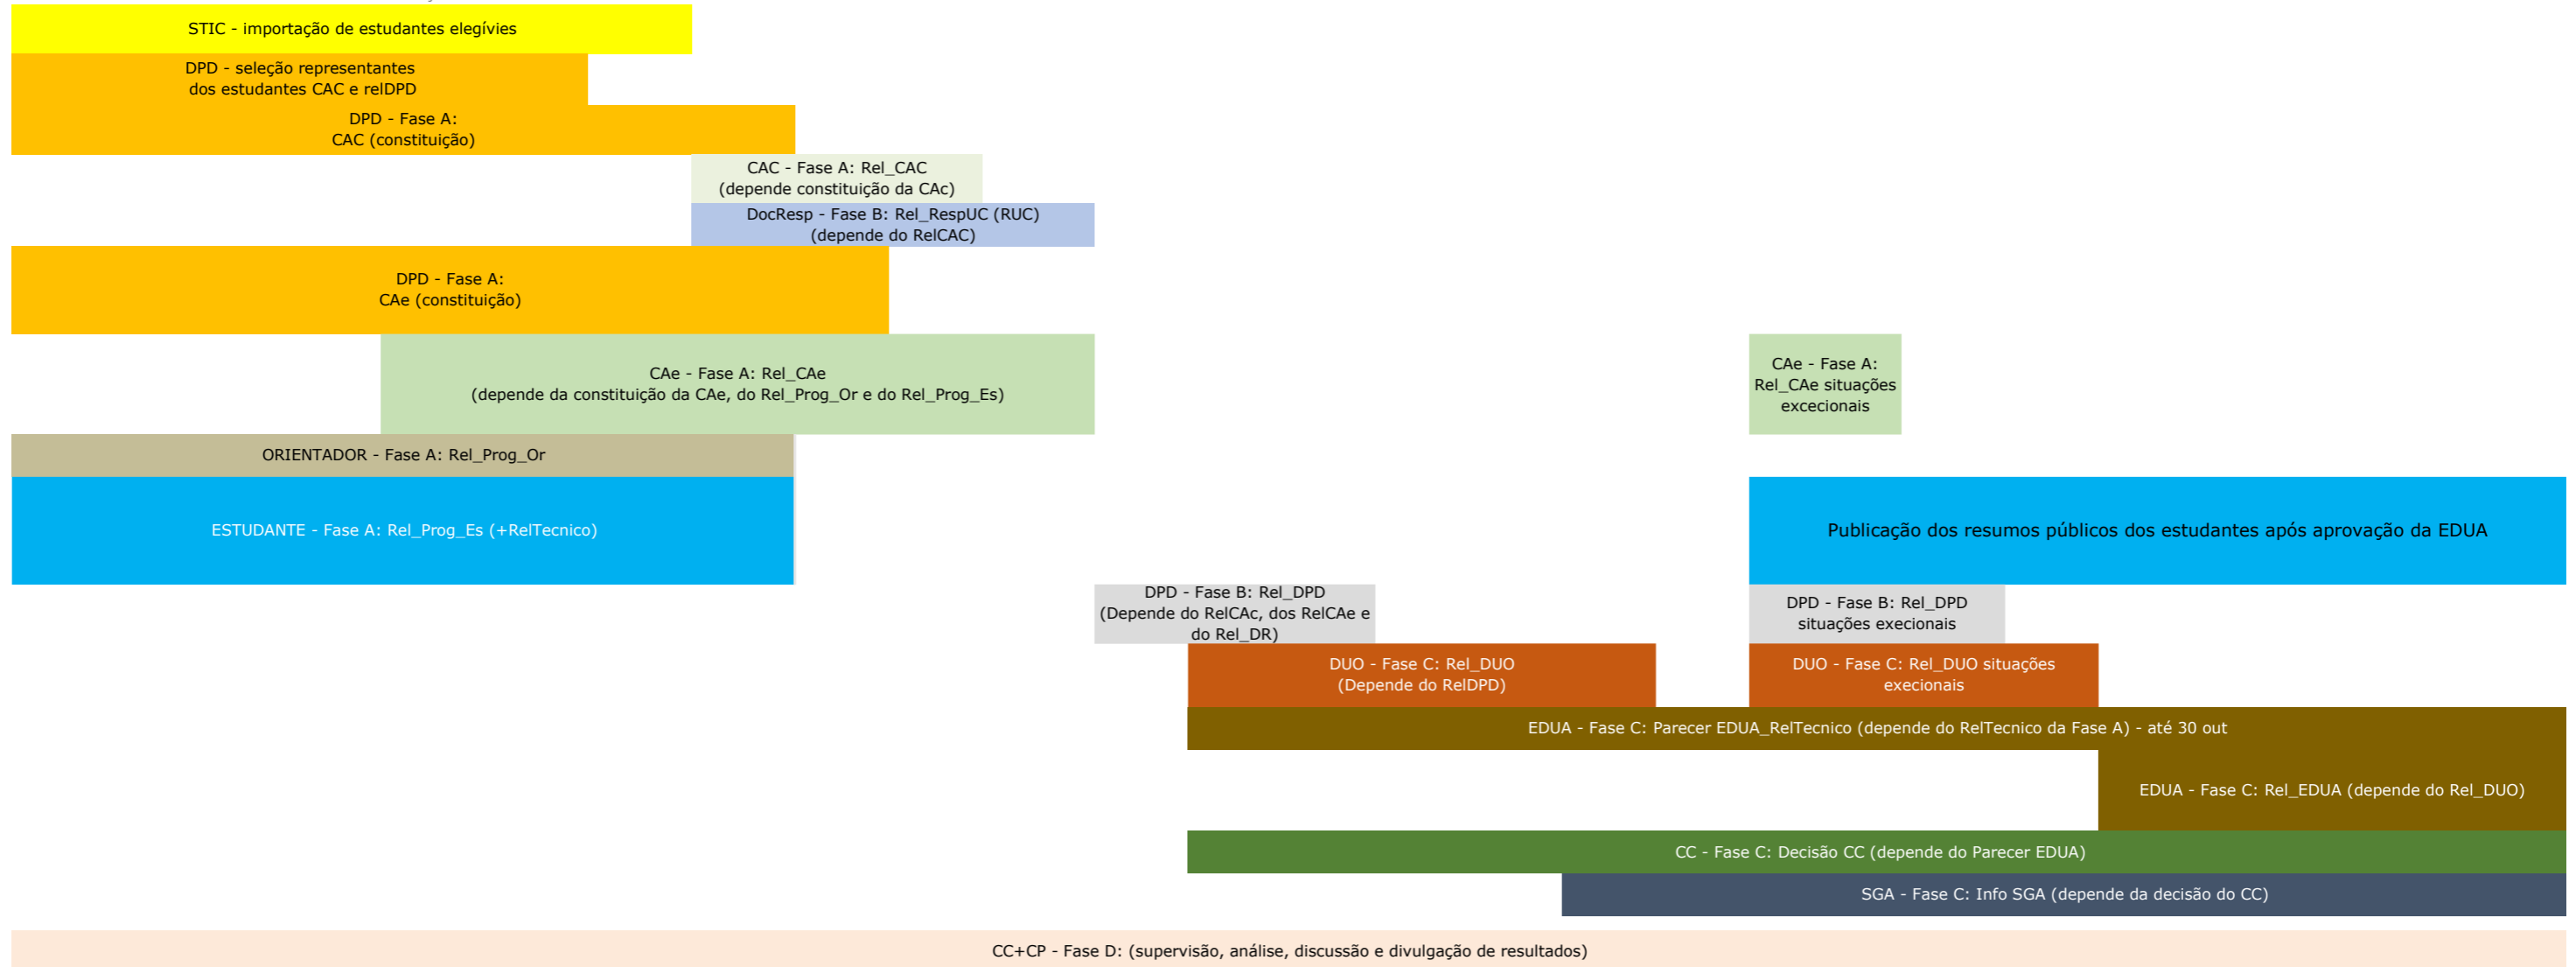 STIC - importação de estudantes elegívies
DPD - seleção representantes
dos estudantes CAC e relDPD
DPD - Fase A:
CAC (constituição)
CAC - Fase A: Rel_CAC
(depende constituição da CAc)
DocResp - Fase B: Rel_RespUC (RUC)
(depende do RelCAC)
DPD - Fase A:
CAe (constituição)
CAe - Fase A: Rel_CAe
(depende da constituição da CAe, do Rel_Prog_Or e do Rel_Prog_Es)
CAe - Fase A:
Rel_CAe situações
excecionais
ORIENTADOR - Fase A: Rel_Prog_Or
ESTUDANTE - Fase A: Rel_Prog_Es (+RelTecnico)
Publicação dos resumos públicos dos estudantes após aprovação da EDUA
DPD - Fase B: Rel_DPD
(Depende do RelCAc, dos RelCAe e
do Rel_DR)
DPD - Fase B: Rel_DPD
situações execionais
DUO - Fase C: Rel_DUO
(Depende do RelDPD)
DUO - Fase C: Rel_DUO situações
execionais
EDUA - Fase C: Parecer EDUA_RelTecnico (depende do RelTecnico da Fase A) - até 30 out
EDUA - Fase C: Rel_EDUA (depende do Rel_DUO)
CC - Fase C: Decisão CC (depende do Parecer EDUA)
SGA - Fase C: Info SGA (depende da decisão do CC)
CC+CP - Fase D: (supervisão, análise, discussão e divulgação de resultados)